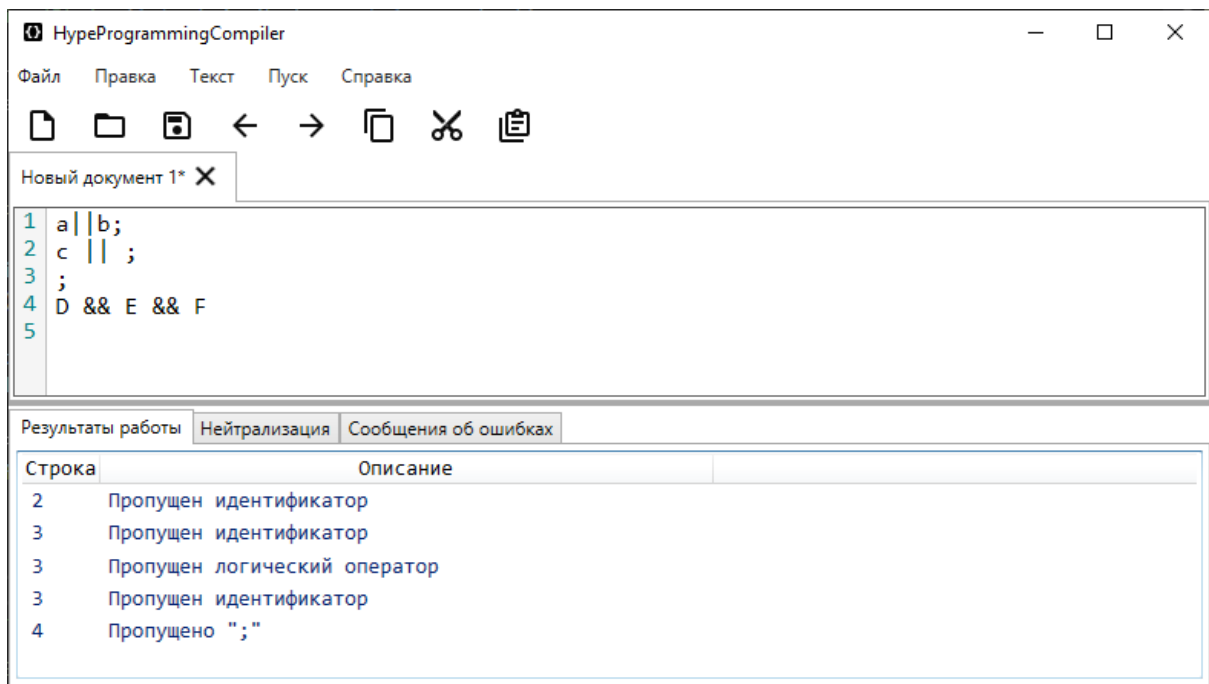 HypeProgrammingCompiler
Файл Правка Текст Пуск Справка
Новый документ 1*
1 a||b;
2 c || ;
3 ;
4 D && E && F
5
Результаты работы Нейтрализация Сообщения об ошибках
Строка Описание
2 Пропущен идентификатор
3 Пропущен идентификатор
3 Пропущен логический оператор
3 Пропущен идентификатор
4 Пропущено ";"